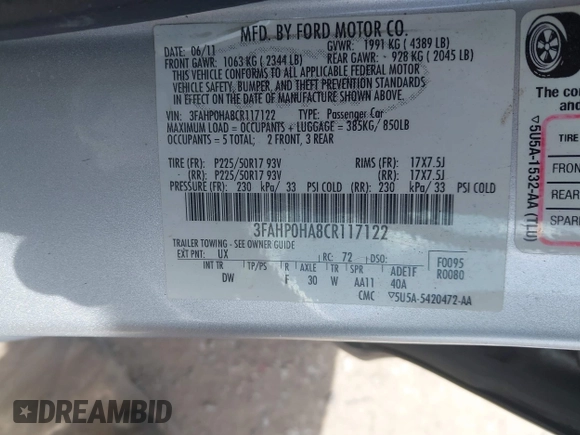 MFD. BY FORD MOTOR CO.
DATE: 06/11 GVWR: 1991 KG ( 4389 LB)
FRONT GAWR: 1063 KG ( 2344 LB) REAR GAWR: 928 KG ( 2045 LB)
THIS VEHICLE CONFORMS TO ALL APPLICABLE FEDERAL MOTOR
VEHICLE SAFETY, BUMPER, AND THEFT PREVENTION STANDARDS
IN EFFECT ON THE DATE OF MANUFACTURE SHOWN ABOVE.
VIN: 3FAHP0HA8CR117122 TYPE: Passenger Car
MAXIMUM LOAD = OCCUPANTS + LUGGAGE = 385KG/ 850LB
OCCUPANTS = 5 TOTAL; 2 FRONT, 3 REAR
TIRE (FR): P225/50R17 93V RIMS (FR): 17X7.5J
(RR): P225/50R17 93V (RR): 17X7.5J
PRESSURE (FR): 230 kPa/ 33 PSI COLD (RR): 230 kPa/ 33 PSI COLD
3FAHP0HA8CR117122
TRAILER TOWING - SEE OWNER GUIDE
EXT PNT: UX RC: 72 DSO: F0095
R0080
INT TR TP/PS R AXLE TR SPR ADE1F
DW F 30 W AA11 40A
CMC ▽5U5A-5420472-AA
▽5U5A-1532-AA (TLU)
The co
and
TIRE
FRON
REAR
SPAR
DREAMBID